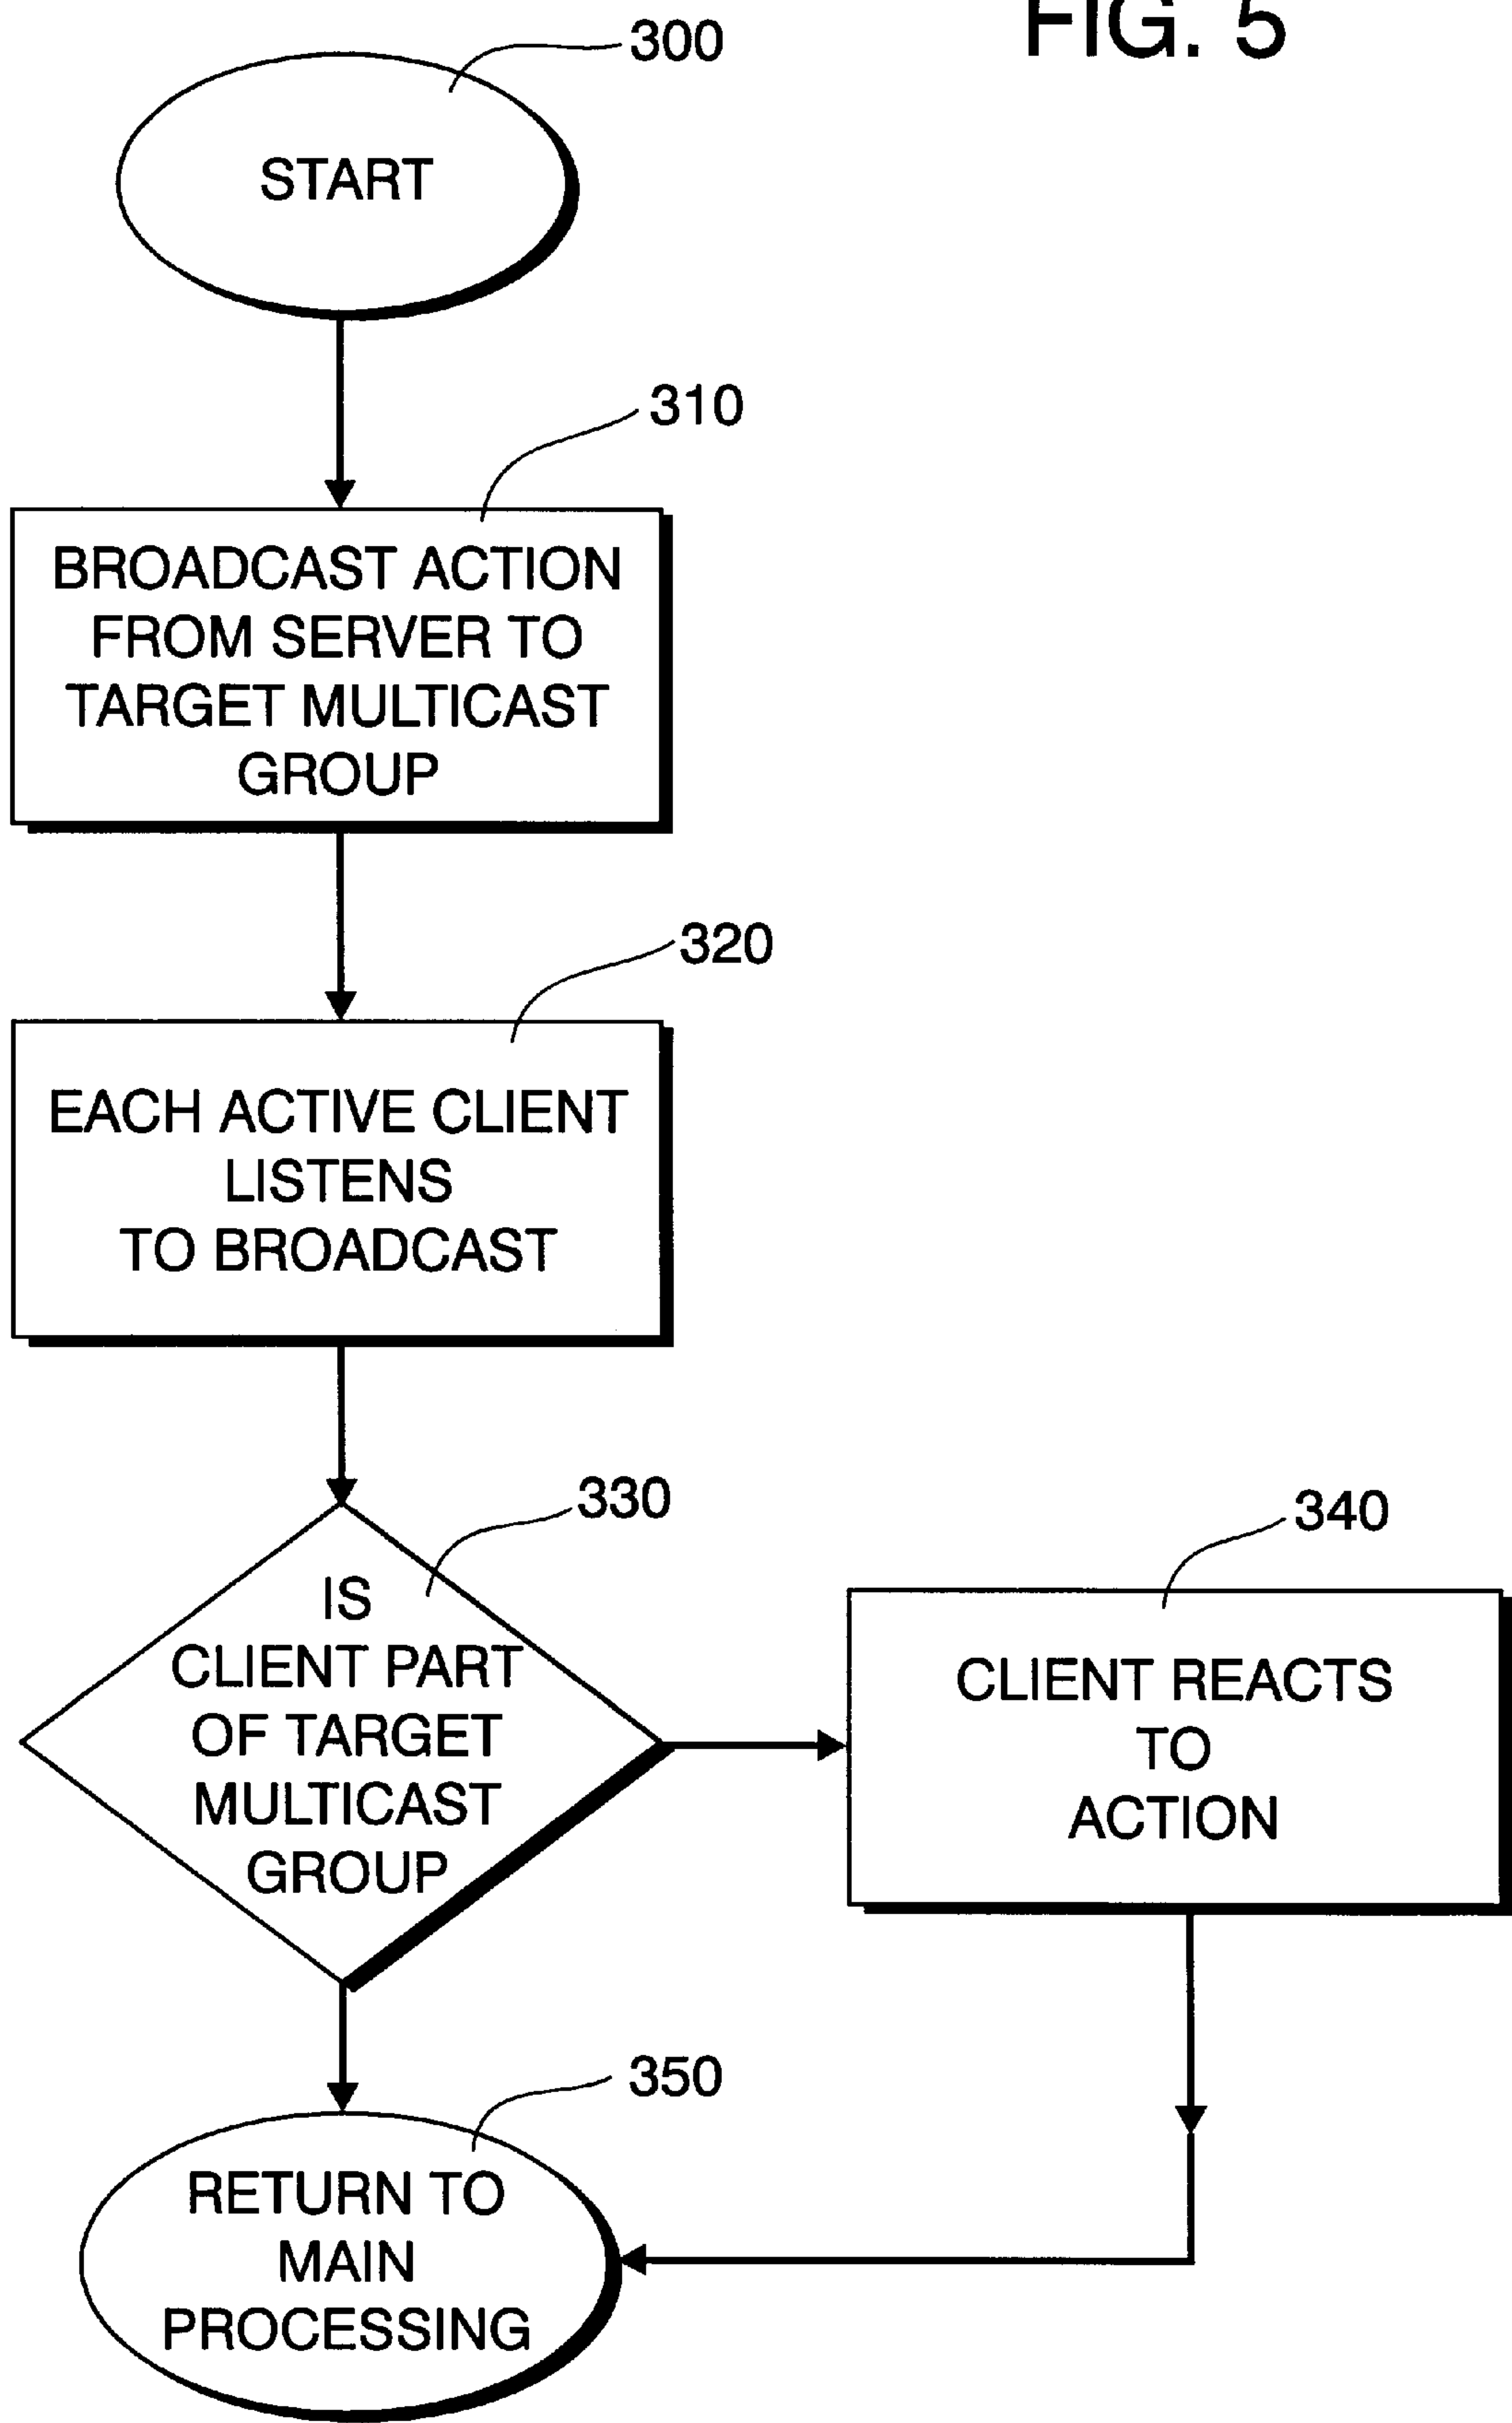 FIG. 5
300
START
310
BROADCAST ACTION
FROM SERVER TO
TARGET MULTICAST
GROUP
320
EACH ACTIVE CLIENT
LISTENS
TO BROADCAST
330
IS
CLIENT PART
OF TARGET
MULTICAST
GROUP
340
CLIENT REACTS
TO
ACTION
350
RETURN TO
MAIN
PROCESSING